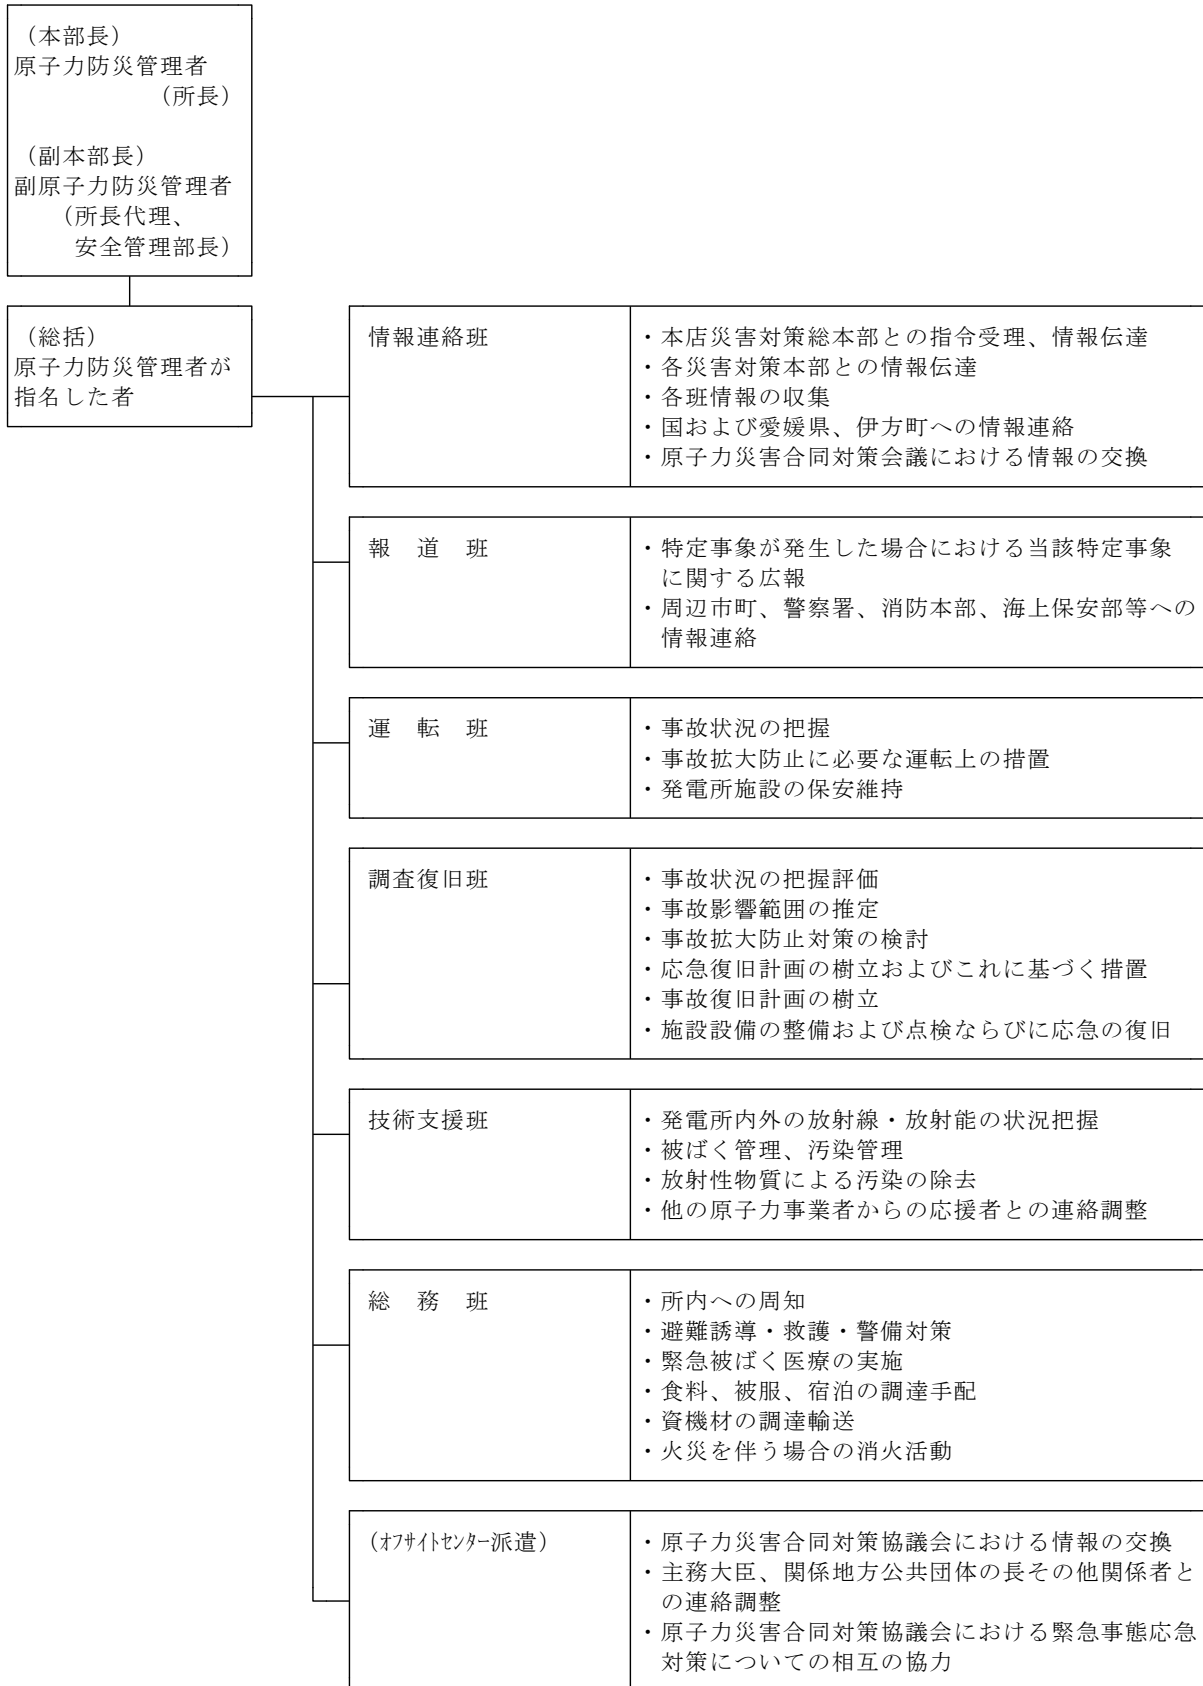 （本部長）
原子力防災管理者
（所長）
（副本部長）
副原子力防災管理者
（所長代理、
安全管理部長）
（総括）
原子力防災管理者が
指名した者
情報連絡班
・本店災害対策総本部との指令受理、情報伝達
・各災害対策本部との情報伝達
・各班情報の収集
・国および愛媛県、伊方町への情報連絡
・原子力災害合同対策会議における情報の交換
報　道　班
・特定事象が発生した場合における当該特定事象
に関する広報
・周辺市町、警察署、消防本部、海上保安部等への
情報連絡
運　転　班
・事故状況の把握
・事故拡大防止に必要な運転上の措置
・発電所施設の保安維持
調査復旧班
・事故状況の把握評価
・事故影響範囲の推定
・事故拡大防止対策の検討
・応急復旧計画の樹立およびこれに基づく措置
・事故復旧計画の樹立
・施設設備の整備および点検ならびに応急の復旧
技術支援班
・発電所内外の放射線・放射能の状況把握
・被ばく管理、汚染管理
・放射性物質による汚染の除去
・他の原子力事業者からの応援者との連絡調整
総　務　班
・所内への周知
・避難誘導・救護・警備対策
・緊急被ばく医療の実施
・食料、被服、宿泊の調達手配
・資機材の調達輸送
・火災を伴う場合の消火活動
（ｵﾌｻｲﾄｾﾝﾀｰ派遣）
・原子力災害合同対策協議会における情報の交換
・主務大臣、関係地方公共団体の長その他関係者と
の連絡調整
・原子力災害合同対策協議会における緊急事態応急
対策についての相互の協力